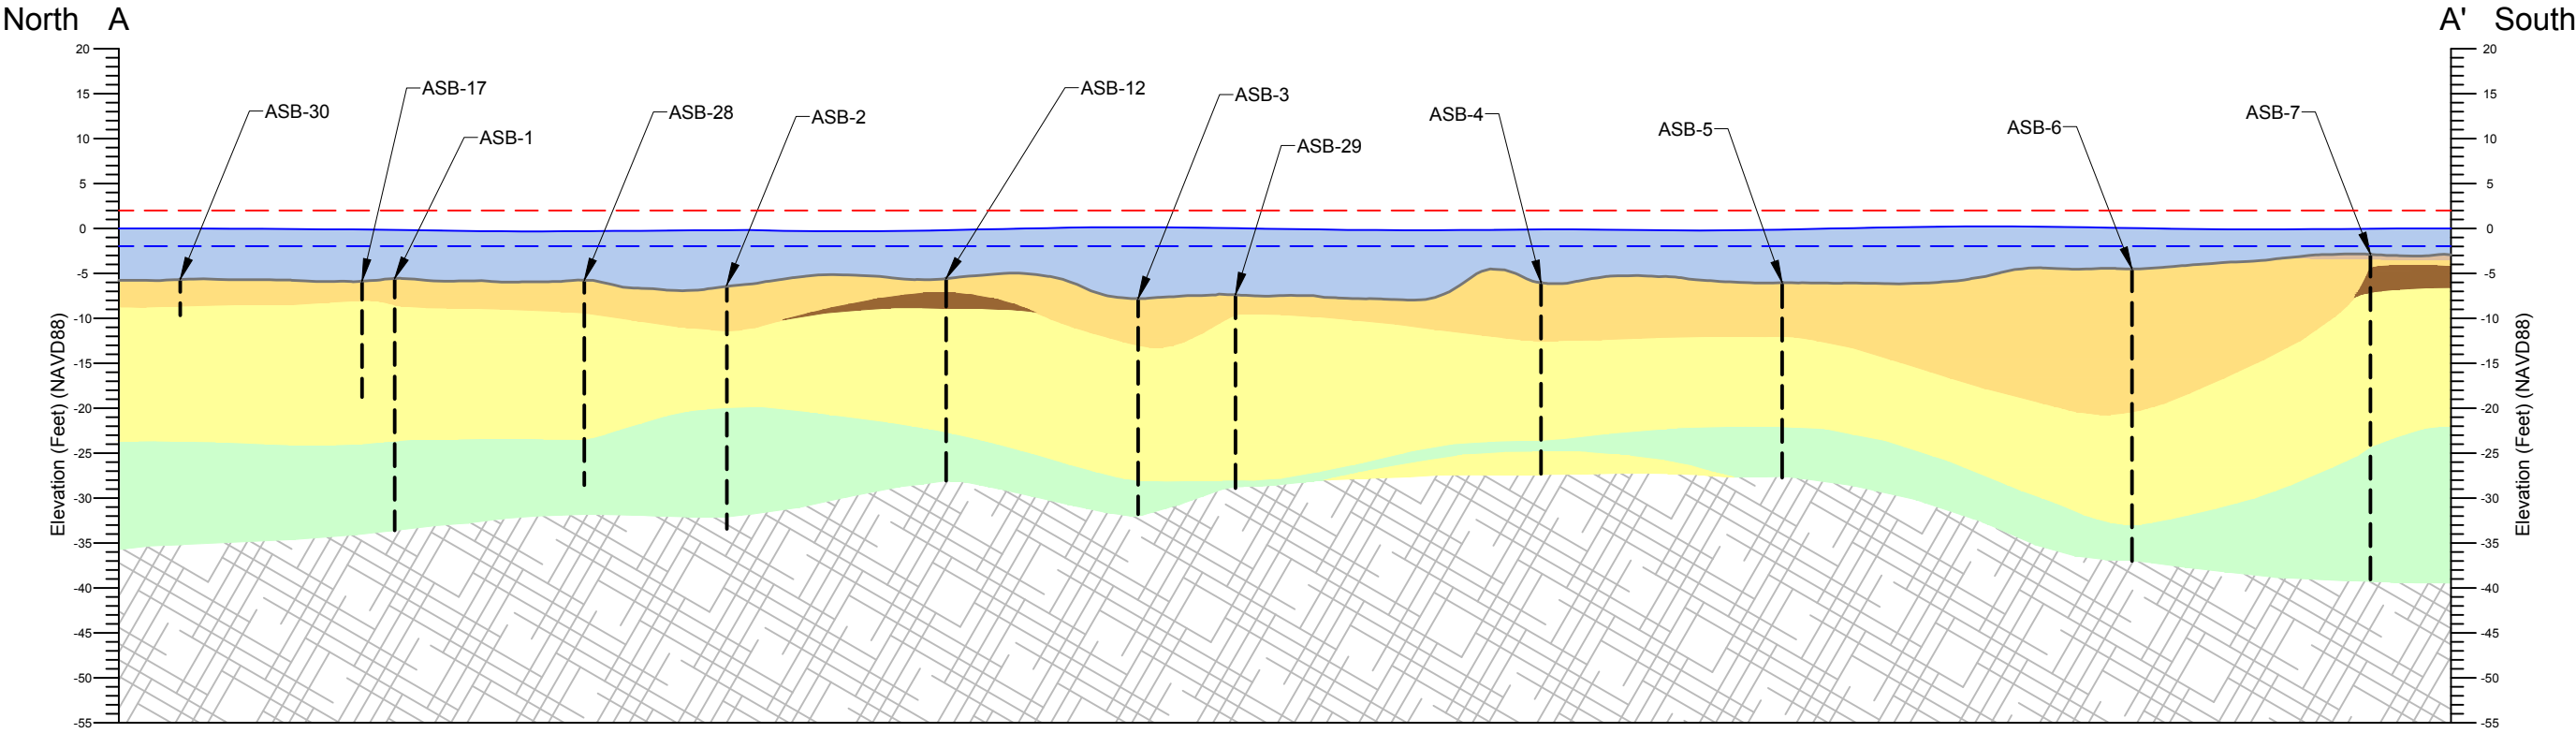 North A
A' South
ASB-30
ASB-17
ASB-1
ASB-28
ASB-2
ASB-12
ASB-3
ASB-29
ASB-4
ASB-5
ASB-6
ASB-7
Elevation (Feet) (NAVD88)
20
15
10
5
0
-5
-10
-15
-20
-25
-30
-35
-40
-45
-50
-55
20
15
10
5
0
-5
-10
-15
-20
-25
-30
-35
-40
-45
-50
-55
Elevation (Feet) (NAVD88)